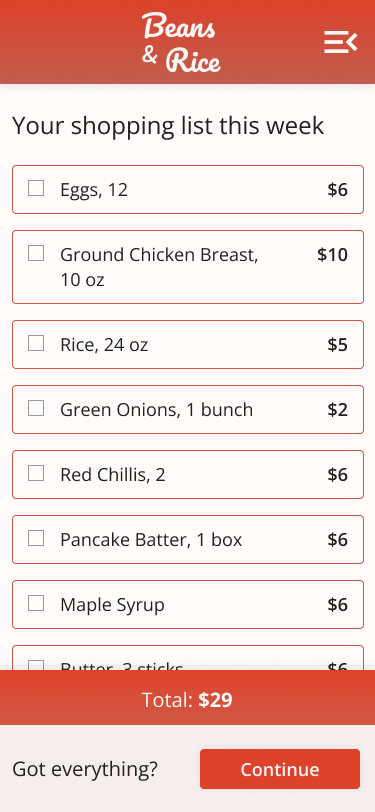 Beans
& Rice
Your shopping list this week
Eggs, 12 $6
Ground Chicken Breast, $10
10 oz
Rice, 24 oz $5
Green Onions, 1 bunch $2
Red Chillis, 2 $6
Pancake Batter, 1 box $6
Maple Syrup $6
Butter, 3 sticks $6
Total: $29
Got everything? Continue